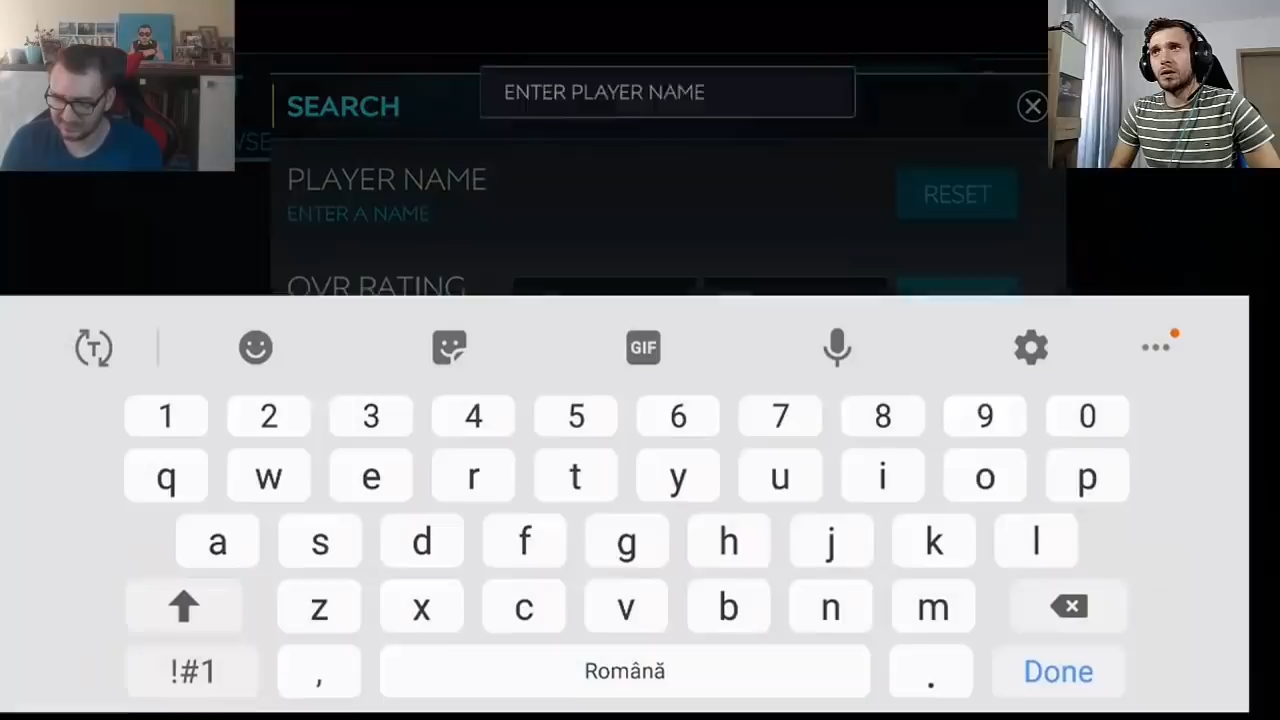 FAMILY
ENTER PLAYER NAME
SEARCH
PLAYER NAME
RESET
ENTER A NAME
OVR RATING
GIF
1 2 3 4 5 6 7 8 9 0
q w e r t y u i o p
a s d f g h j k l
z x c v b n m
!#1 , Română . Done